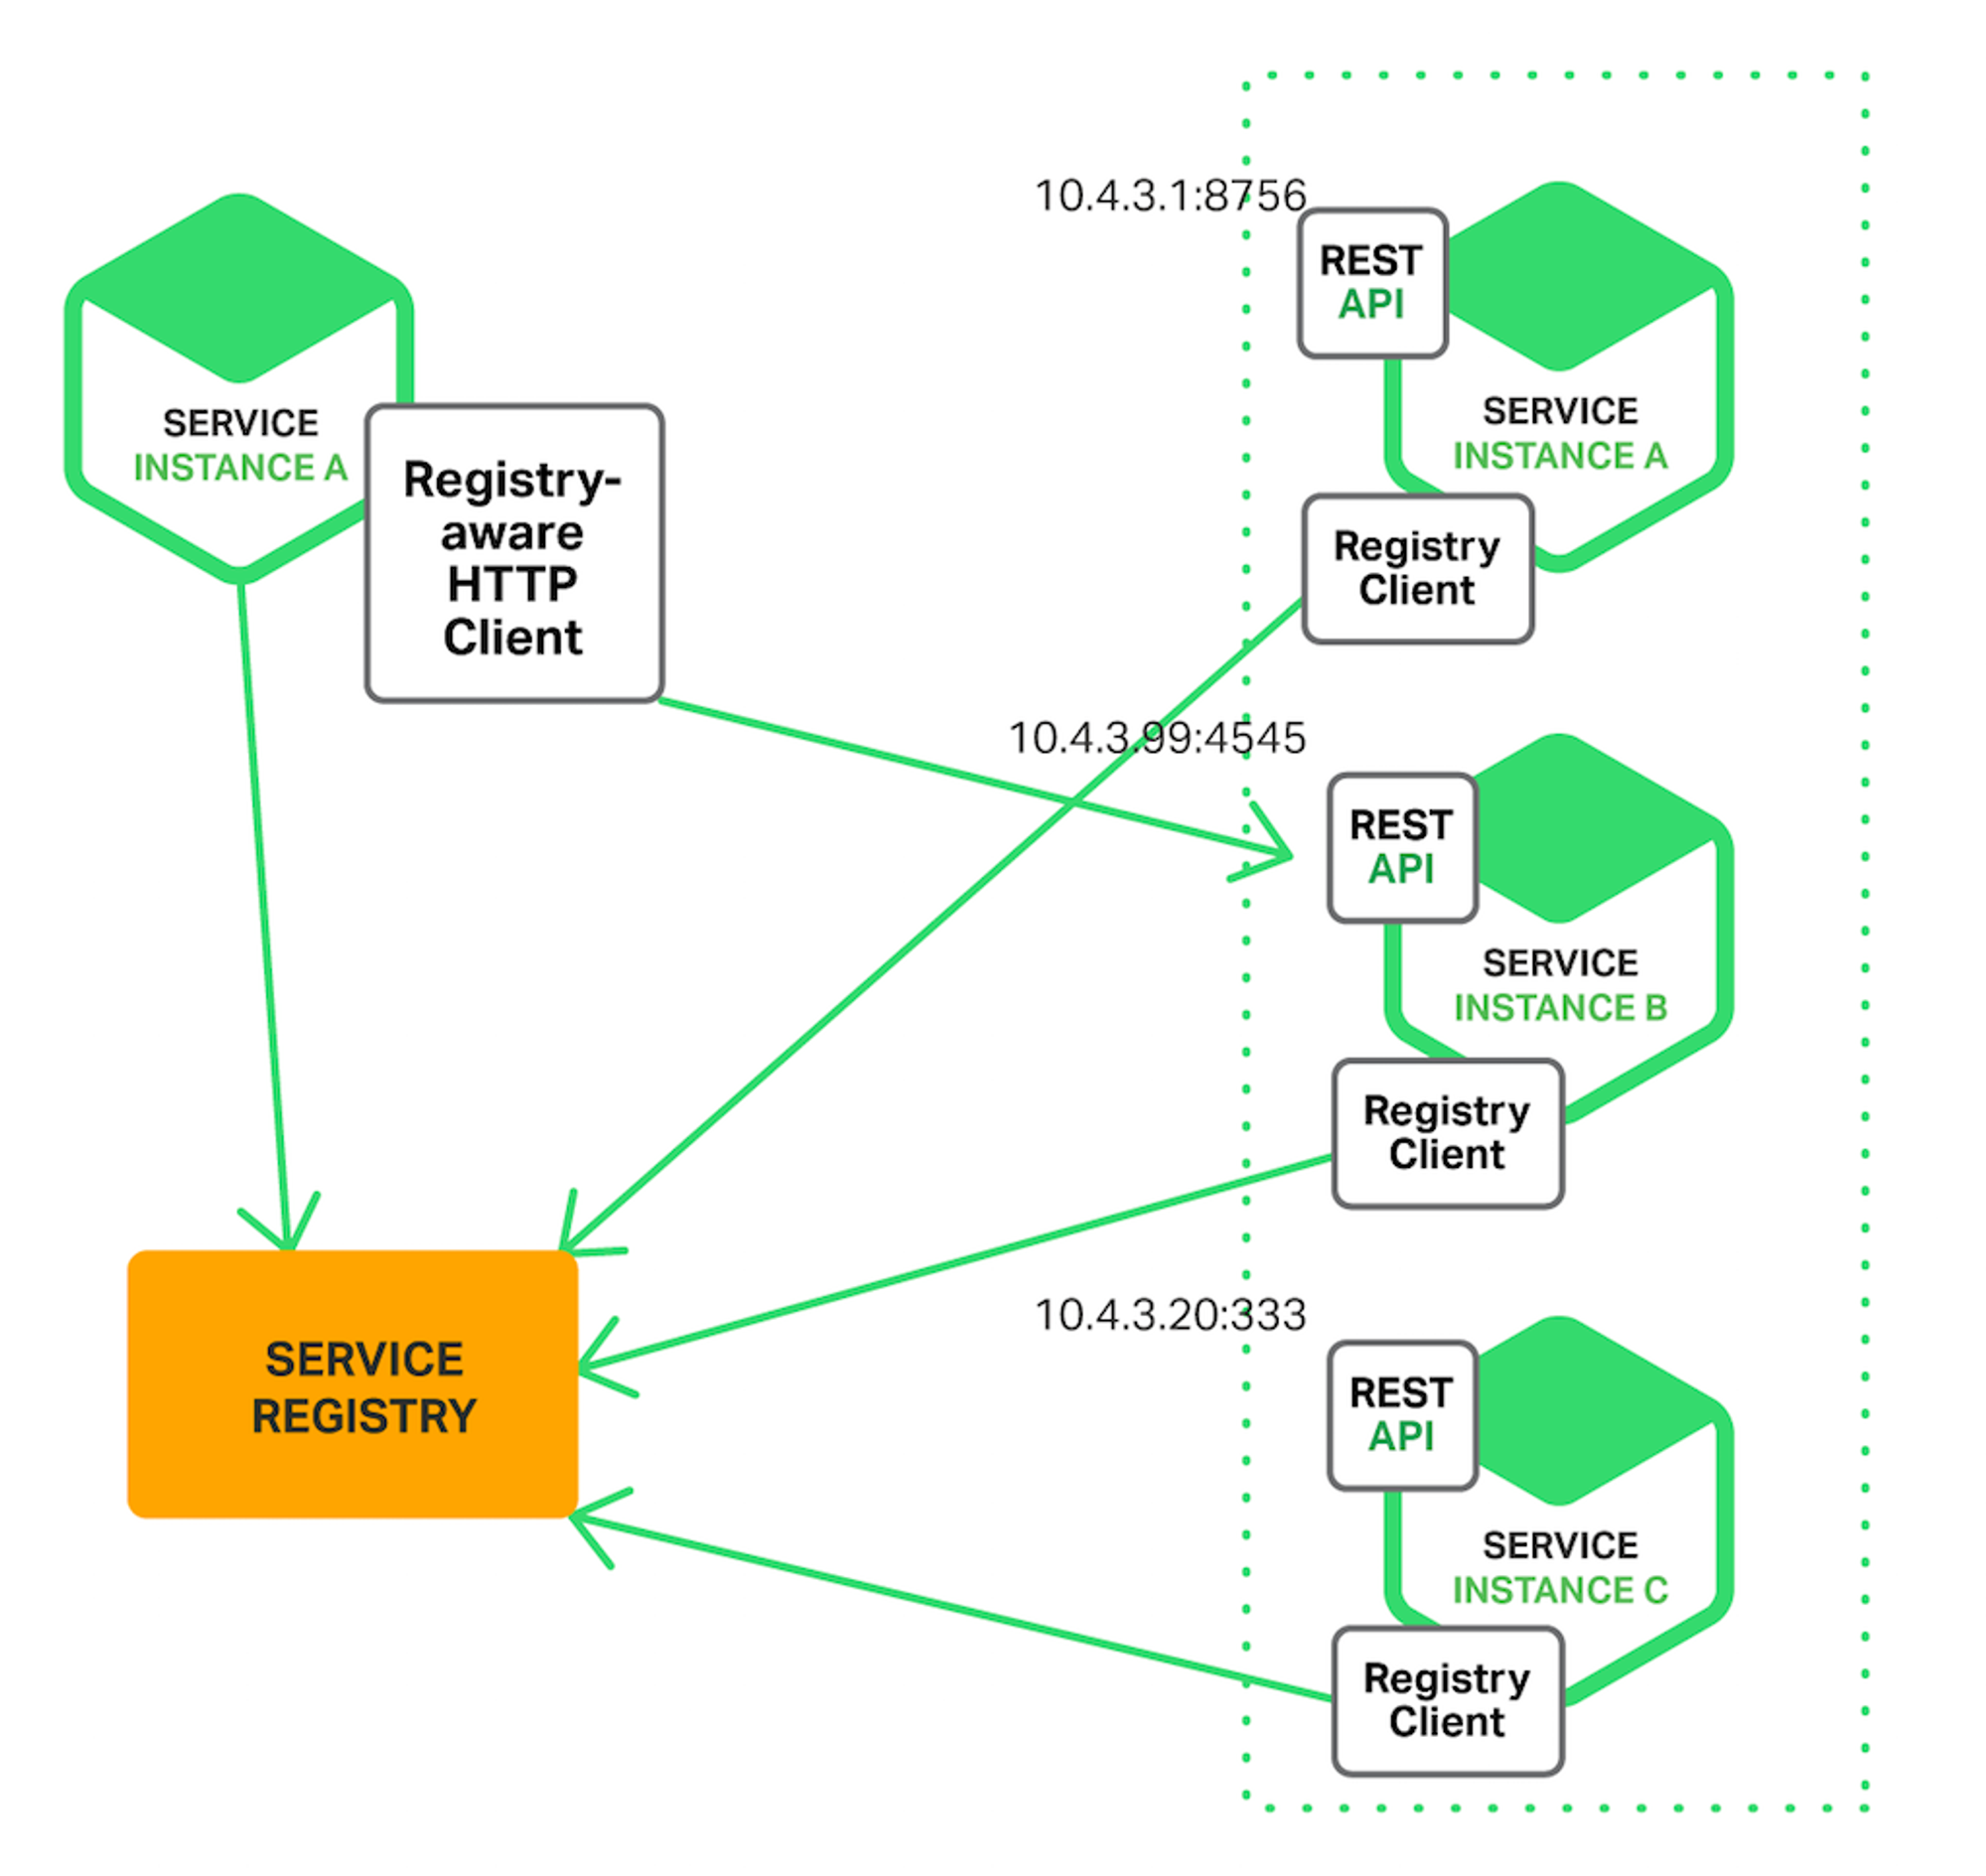 SERVICE
INSTANCE A
Registry-
aware
HTTP
Client
10.4.3.1:8756
REST
API
SERVICE
INSTANCE A
Registry
Client
10.4.3.99:4545
REST
API
SERVICE
INSTANCE B
Registry
Client
SERVICE
REGISTRY
10.4.3.20:333
REST
API
SERVICE
INSTANCE C
Registry
Client